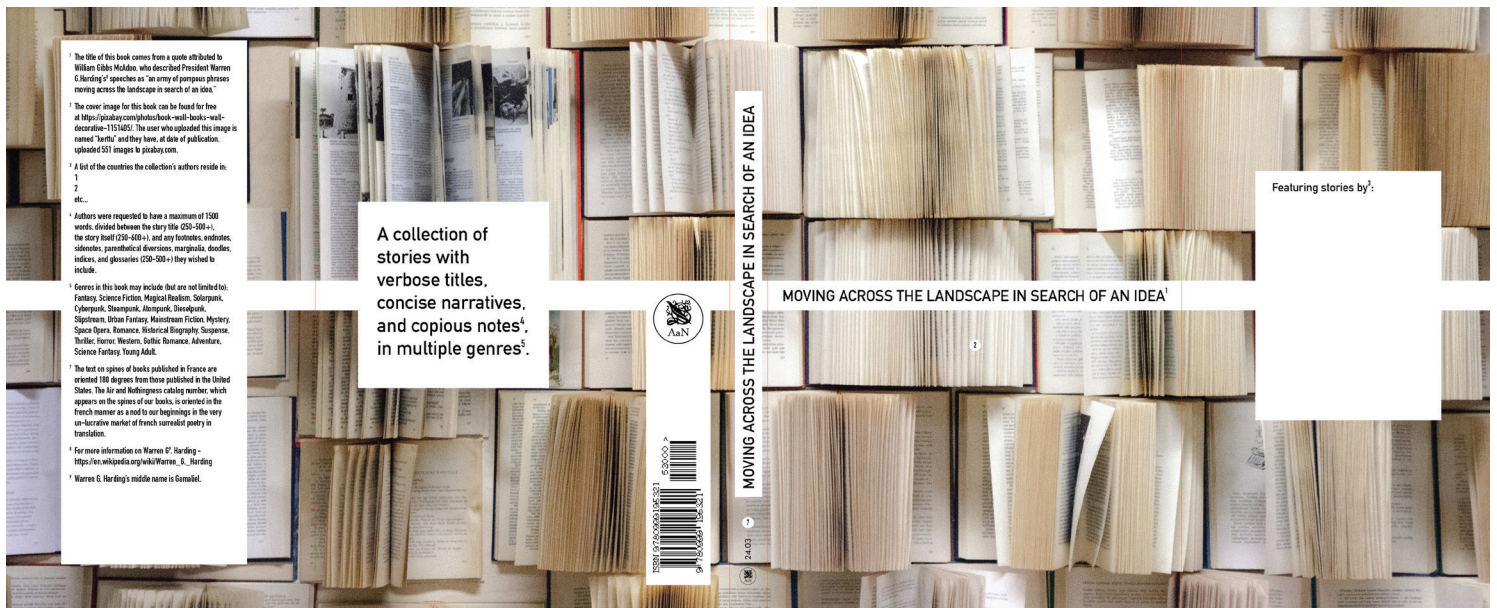 ¹ The title of this book comes from a quote attributed to
William Gibbs McAdoo, who described President Warren
G.Harding's⁸ speeches as "an army of pompous phrases
moving across the landscape in search of an idea."
² The cover image for this book can be found for free
at https://pixabay.com/photos/book-wall-books-wall-
decorative-1151405/. The user who uploaded this image is
named "kerttu" and they have, at date of publication,
uploaded 551 images to pixabay.com.
³ A list of the countries the collection's authors reside in:
1
2
etc...
⁴ Authors were requested to have a maximum of 1500
words, divided between the story title (250-500+),
the story itself (250-600+), and any footnotes, endnotes,
sidenotes, parenthetical diversions, marginalia, doodles,
indices, and glossaries (250-500+) they wished to
include.
⁵ Genres in this book may include (but are not limited to):
Fantasy, Science Fiction, Magical Realism, Solarpunk,
Cyberpunk, Steampunk, Atompunk, Dieselpunk,
Slipstream, Urban Fantasy, Mainstream Fiction, Mystery,
Space Opera, Romance, Historical Biography, Suspense,
Thriller, Horror, Western, Gothic Romance, Adventure,
Science Fantasy, Young Adult.
⁷ The text on spines of books published in France are
oriented 180 degrees from those published in the United
States. The Air and Nothingness catalog number, which
appears on the spines of our books, is oriented in the
french manner as a nod to our beginnings in the very
un-lucrative market of french surrealist poetry in
translation.
⁸ For more information on Warren G⁹. Harding -
https://en.wikipedia.org/wiki/Warren_G._Harding
⁹ Warren G. Harding's middle name is Gamaliel.
A collection of
stories with
verbose titles,
concise narratives,
and copious notes⁴,
in multiple genres⁵.
AaN
52000 >
ISBN 9780999195321
9 780999 195321
MOVING ACROSS THE LANDSCAPE IN SEARCH OF AN IDEA
7
24.03
AaN
MOVING ACROSS THE LANDSCAPE IN SEARCH OF AN IDEA¹
2
Featuring stories by³: